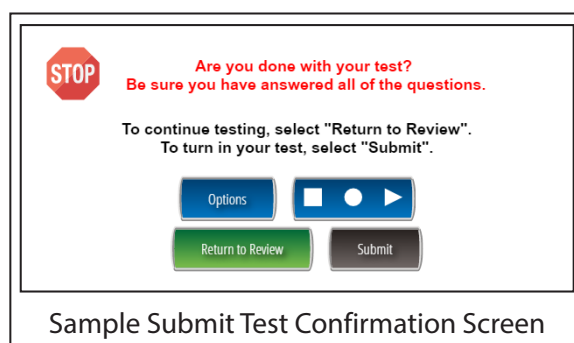 STOP
Are you done with your test?
Be sure you have answered all of the questions.
To continue testing, select "Return to Review".
To turn in your test, select "Submit".
Options
Return to Review
Submit
Sample Submit Test Confirmation Screen